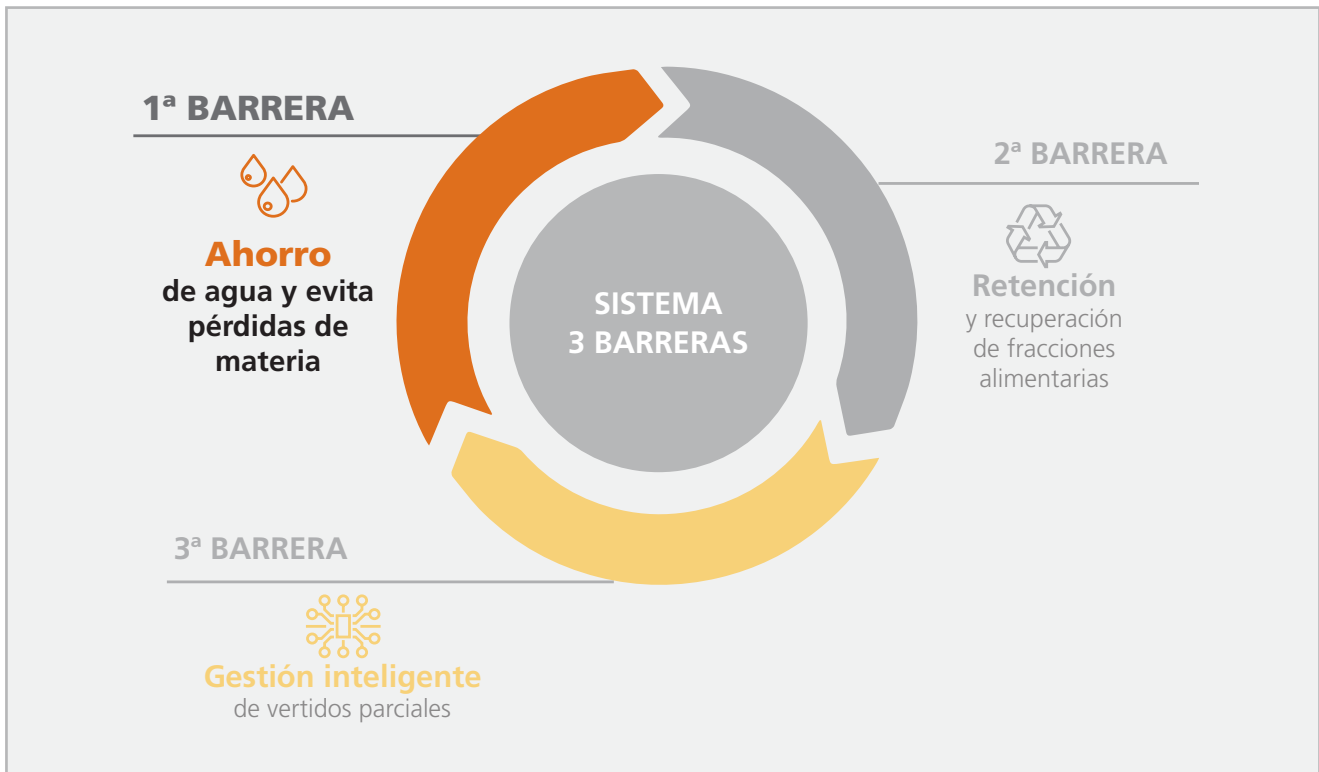 1ª BARRERA
Ahorro
de agua y evita
pérdidas de
materia
2ª BARRERA
Retención
y recuperación
de fracciones
alimentarias
SISTEMA
3 BARRERAS
3ª BARRERA
Gestión inteligente
de vertidos parciales